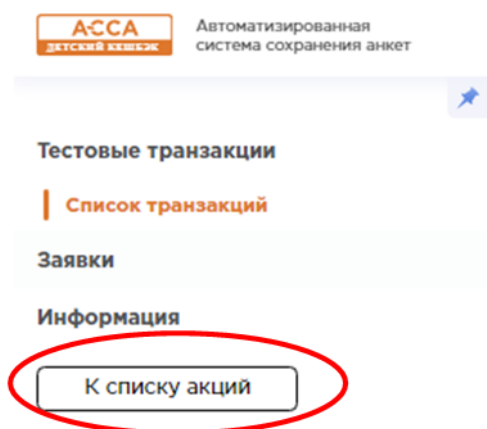 АССА
ДЕТСКИЙ КЕШБЭК
Автоматизированная
система сохранения анкет
Тестовые транзакции
Список транзакций
Заявки
Информация
К списку акций